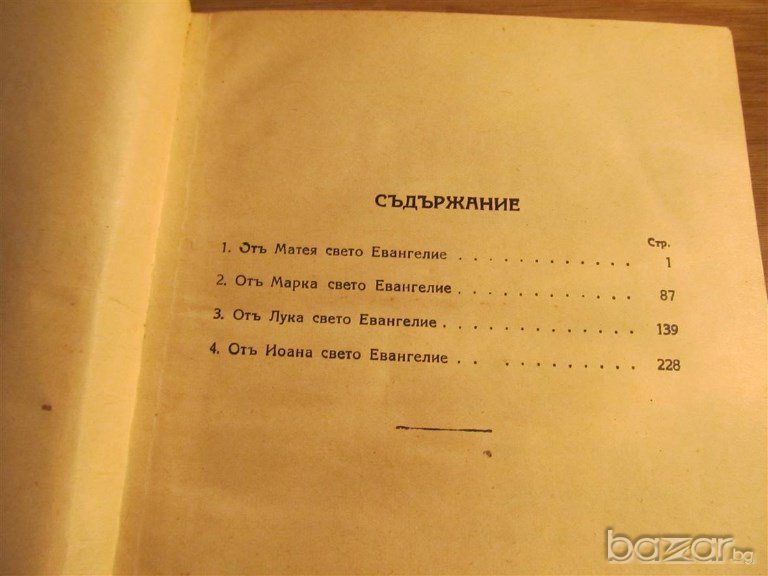 СЪДЪРЖАНИЕ
Стр.
1. Отъ Матея свето Евангелие . . . . . . . . . . . . 1
2. Отъ Марка свето Евангелие . . . . . . . . . . . . 87
3. Отъ Лука свето Евангелие . . . . . . . . . . . . . 139
4. Отъ Иоана свето Евангелие . . . . . . . . . . . 228
bazar.bg